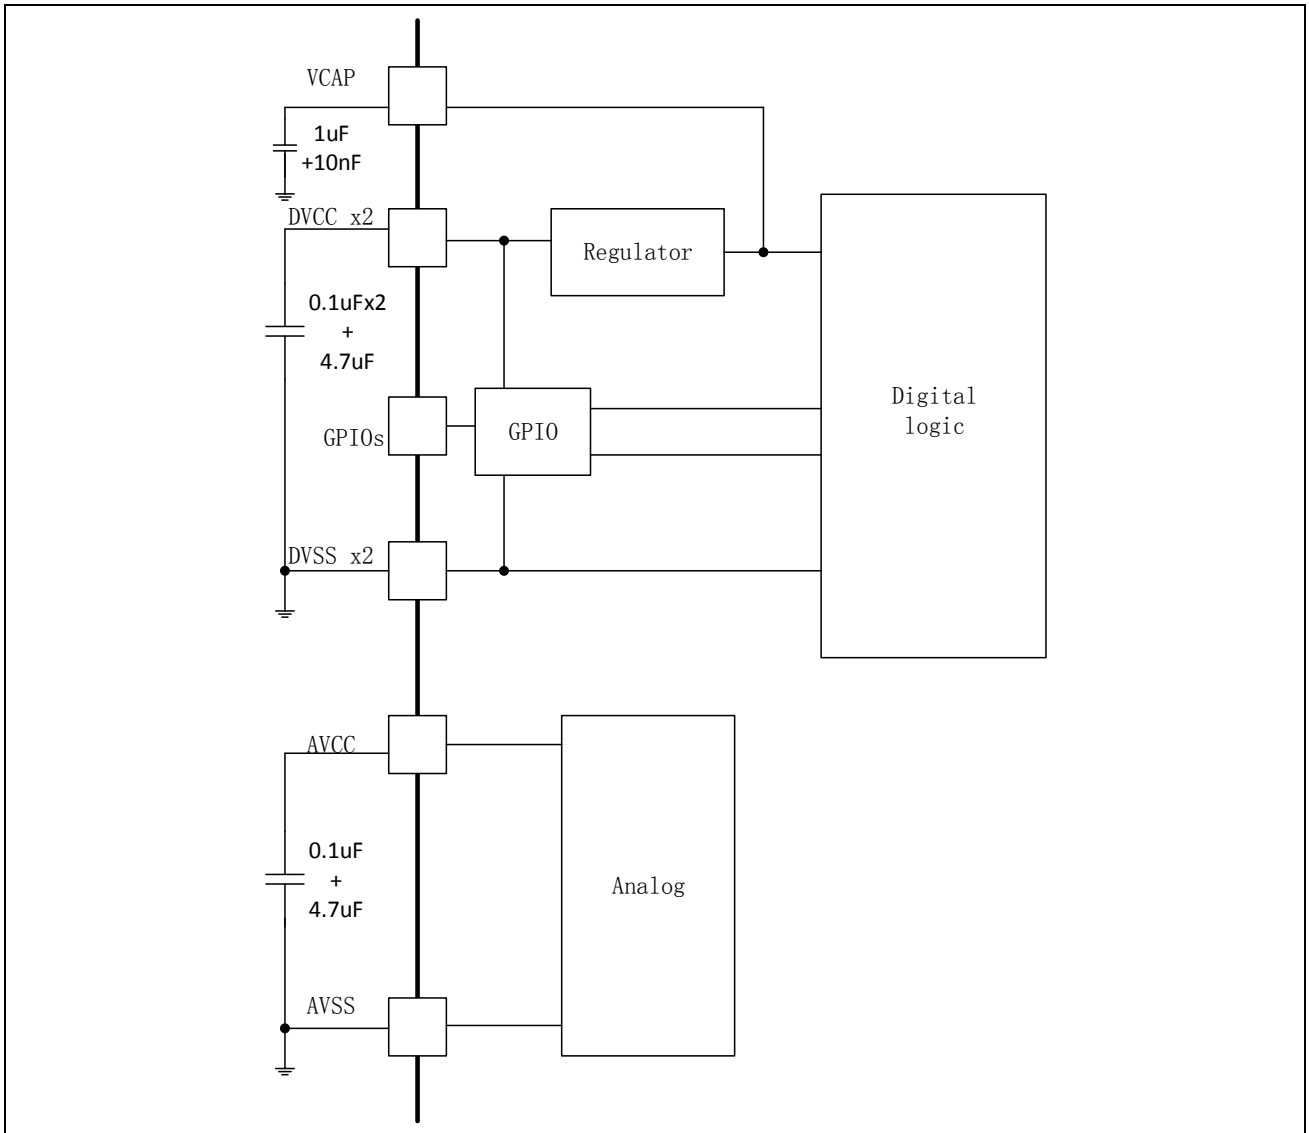 VCAP
1uF
+10nF
DVCC x2
Regulator
0.1uFx2
+
4.7uF
Digital
logic
GPIOs
GPIO
DVSS x2
AVCC
0.1uF
+
4.7uF
Analog
AVSS